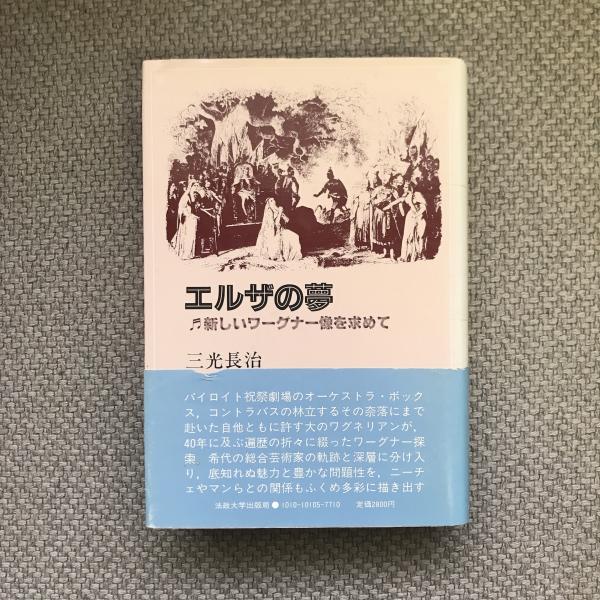 エルザの夢
♬新しいワーグナー像を求めて
三光長治
バイロイト祝祭劇場のオーケストラ・ボック
ス，コントラバスの林立するその奈落にまで
赴いた自他ともに許す大のワグネリアンが、
40年に及ぶ遍歴の折々に綴ったワーグナー探
索。希代の総合芸術家の軌跡と深層に分け入
り，底知れぬ魅力と豊かな問題性を，ニーチ
ェやマンらとの関係もふくめ多彩に描き出す
法政大学出版局●1010-10105-7710 定価2800円